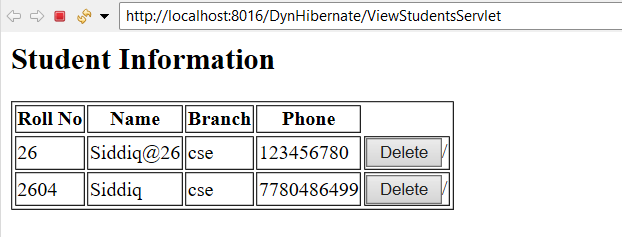 http://localhost:8016/DynHibernate/ViewStudentsServlet
Student Information
Roll No Name Branch Phone
26 Siddiq@26 cse 123456780 Delete /
2604 Siddiq cse 7780486499 Delete /